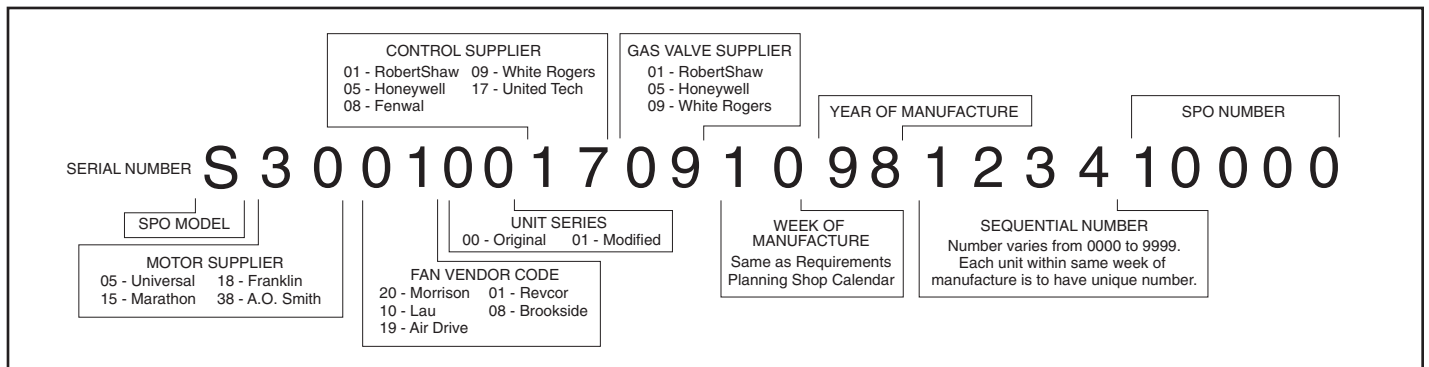 CONTROL SUPPLIER
01 - RobertShaw 09 - White Rogers
05 - Honeywell 17 - United Tech
08 - Fenwal
GAS VALVE SUPPLIER
01 - RobertShaw
05 - Honeywell
09 - White Rogers
YEAR OF MANUFACTURE
SPO NUMBER
SERIAL NUMBER S 3 0 0 1 0 0 1 7 0 9 1 0 9 8 1 2 3 4 1 0 0 0 0
SPO MODEL
MOTOR SUPPLIER
05 - Universal 18 - Franklin
15 - Marathon 38 - A.O. Smith
UNIT SERIES
00 - Original 01 - Modified
FAN VENDOR CODE
20 - Morrison 01 - Revcor
10 - Lau 08 - Brookside
19 - Air Drive
WEEK OF
MANUFACTURE
Same as Requirements
Planning Shop Calendar
SEQUENTIAL NUMBER
Number varies from 0000 to 9999.
Each unit within same week of
manufacture is to have unique number.